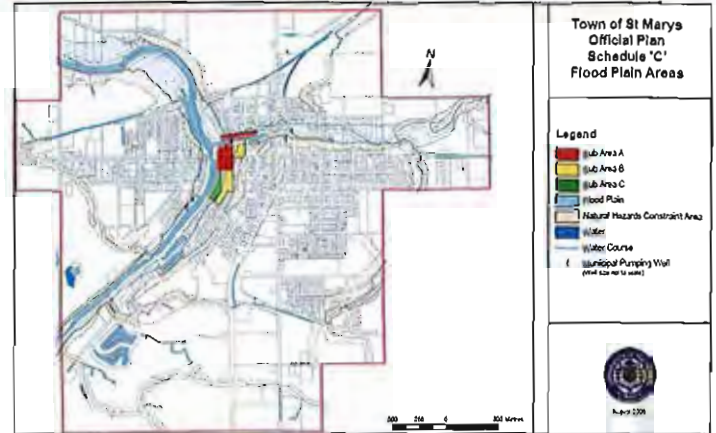 Town of St Marys
Official Plan
Schedule 'C'
Flood Plain Areas
N
Legend
Sub Area A
Sub Area B
Sub Area C
Flood Plain
Natural Hazards Constraint Area
Water
Water Course
Municipal Pumping Well